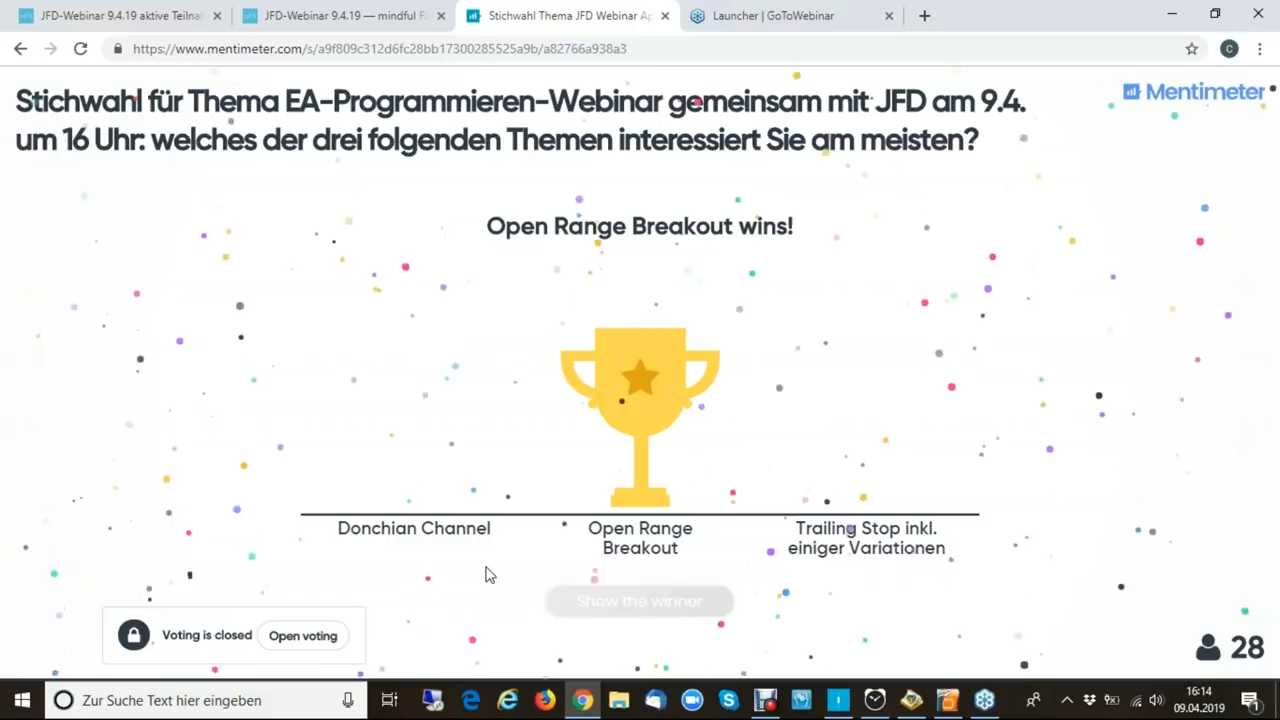 JFD-Webinar 9.4.19 aktive Teilnal
JFD-Webinar 9.4.19 — mindful F
Stichwahl Thema JFD Webinar Ap
Launcher | GoToWebinar
https://www.mentimeter.com/s/a9f809c312d6fc28bb17300285525a9b/a82766a938a3
C
Stichwahl für Thema EA-Programmieren-Webinar gemeinsam mit JFD am 9.4.
um 16 Uhr: welches der drei folgenden Themen interessiert Sie am meisten?
Mentimeter
Open Range Breakout wins!
Donchian Channel
Open Range
Breakout
Trailing Stop inkl.
einiger Variationen
Show the winner
Voting is closed
Open voting
28
Zur Suche Text hier eingeben
16:14
09.04.2019
1